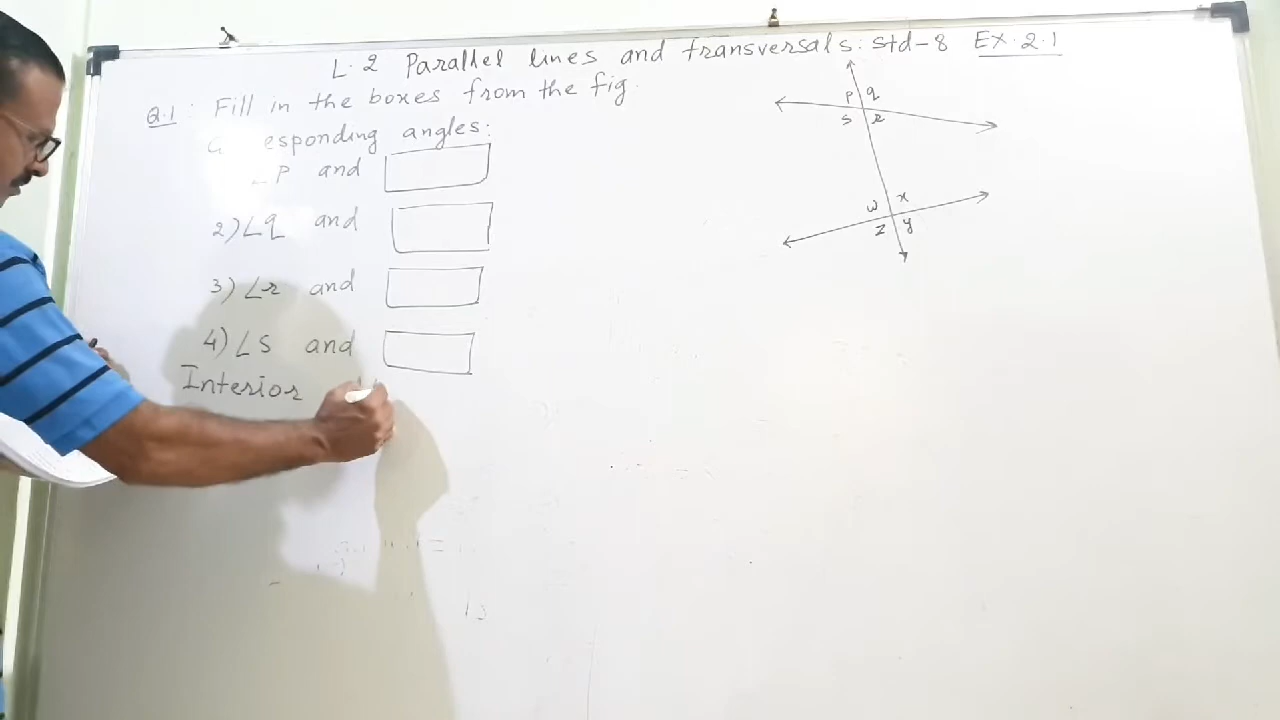 L.2 Parallel lines and transversals: Std-8 EX.2.1
Q.1: Fill in the boxes from the fig.
esponding angles:
∠P and
2) ∠q and
3) ∠r and
4) ∠S and
Interior
P q
S r
w x
z y